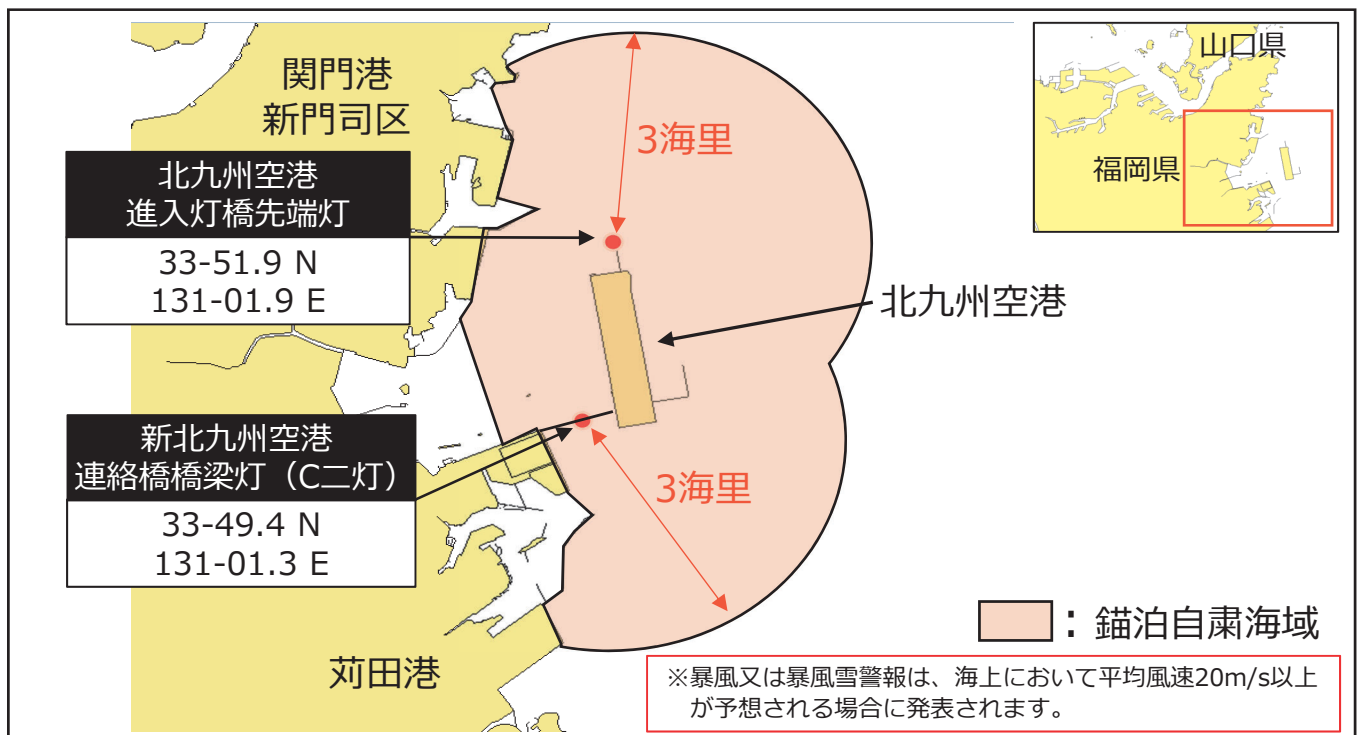 関門港
新門司区
3海里
山口県
福岡県
北九州空港
進入灯橋先端灯
33-51.9 N
131-01.9 E
北九州空港
新北九州空港
連絡橋橋梁灯（C二灯）
33-49.4 N
131-01.3 E
3海里
：錨泊自粛海域
苅田港
※暴風又は暴風雪警報は、海上において平均風速20m/s以上
が予想される場合に発表されます。